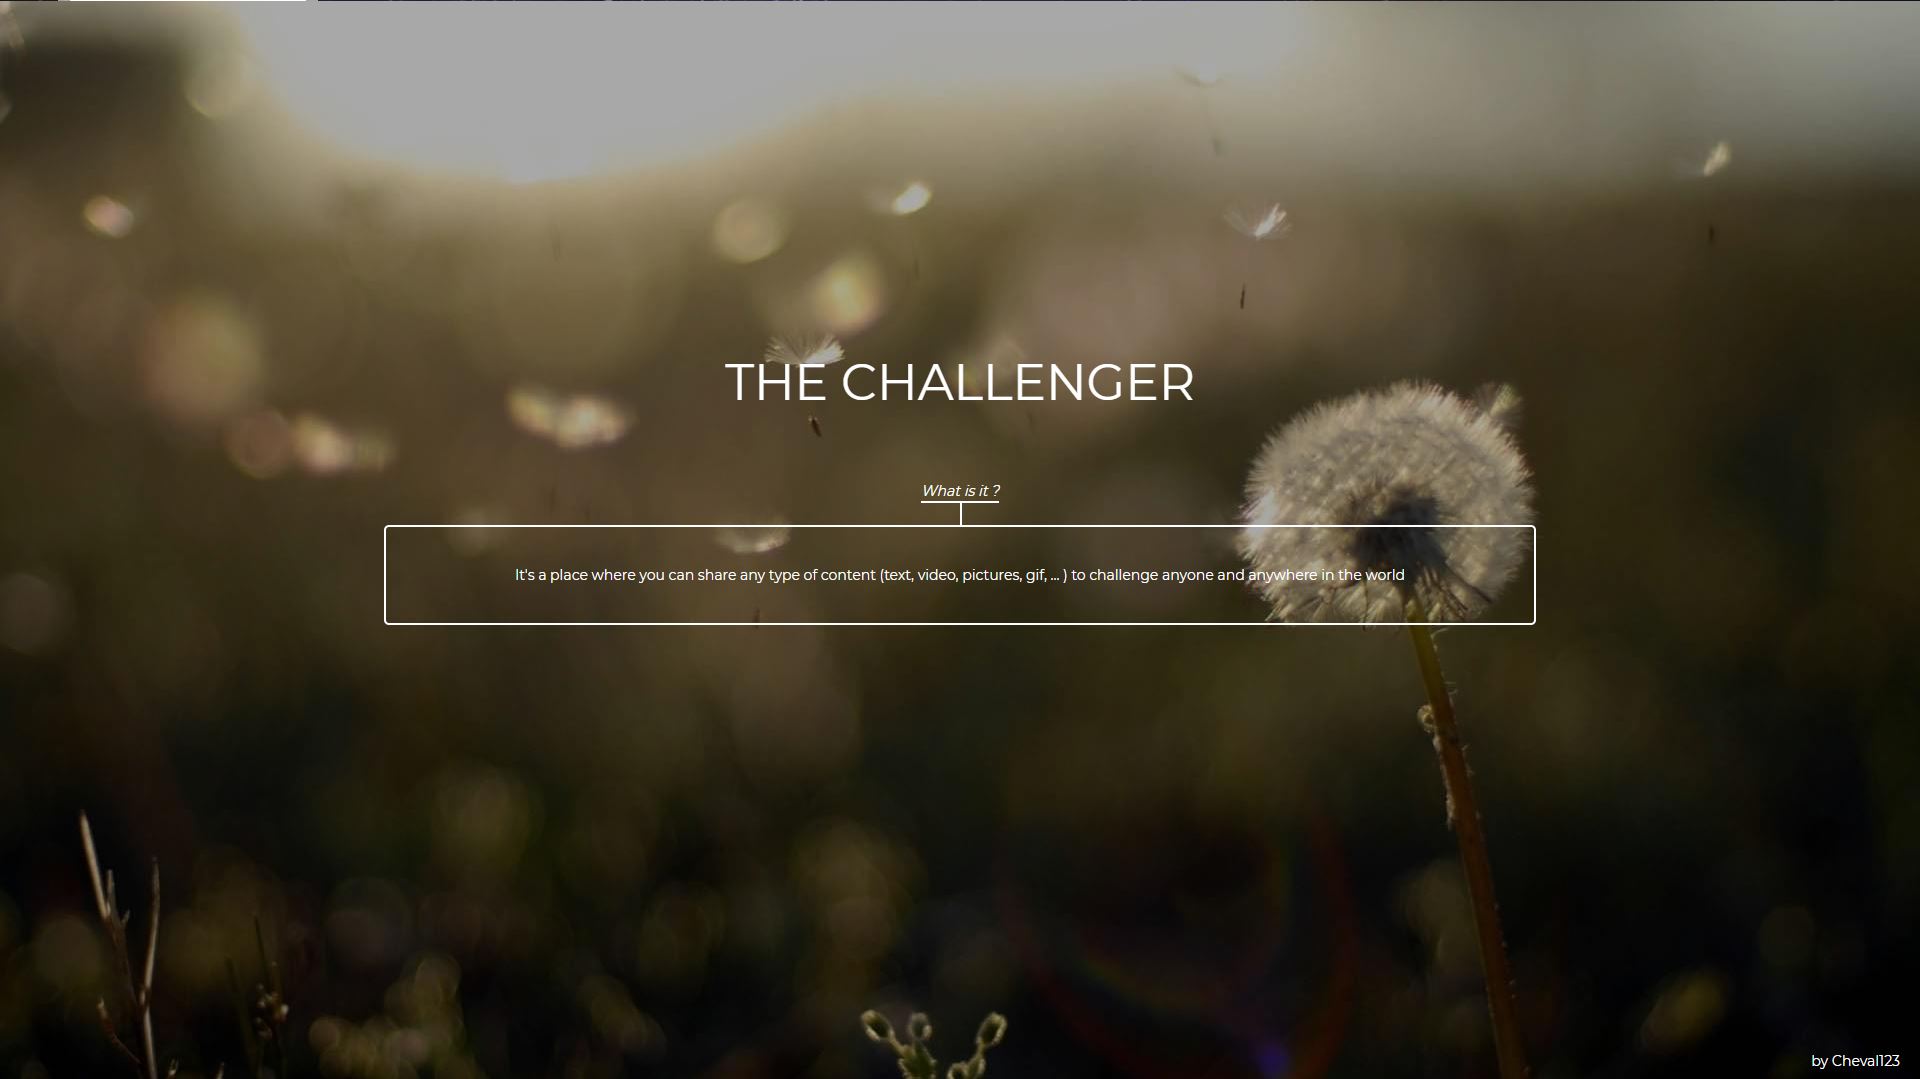 THE CHALLENGER
What is it ?
It's a place where you can share any type of content (text, video, pictures, gif, ... ) to challenge anyone and anywhere in the world
by Cheval123